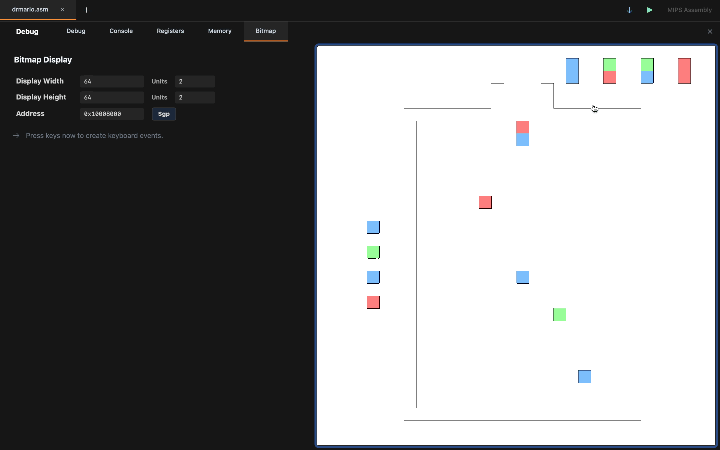 drmario.asm ×
MIPS Assembly
Debug Debug Console Registers Memory Bitmap ×
Bitmap Display
Display Width 64 Units 2
Display Height 64 Units 2
Address 0x10008000 $gp
→ Press keys now to create keyboard events.